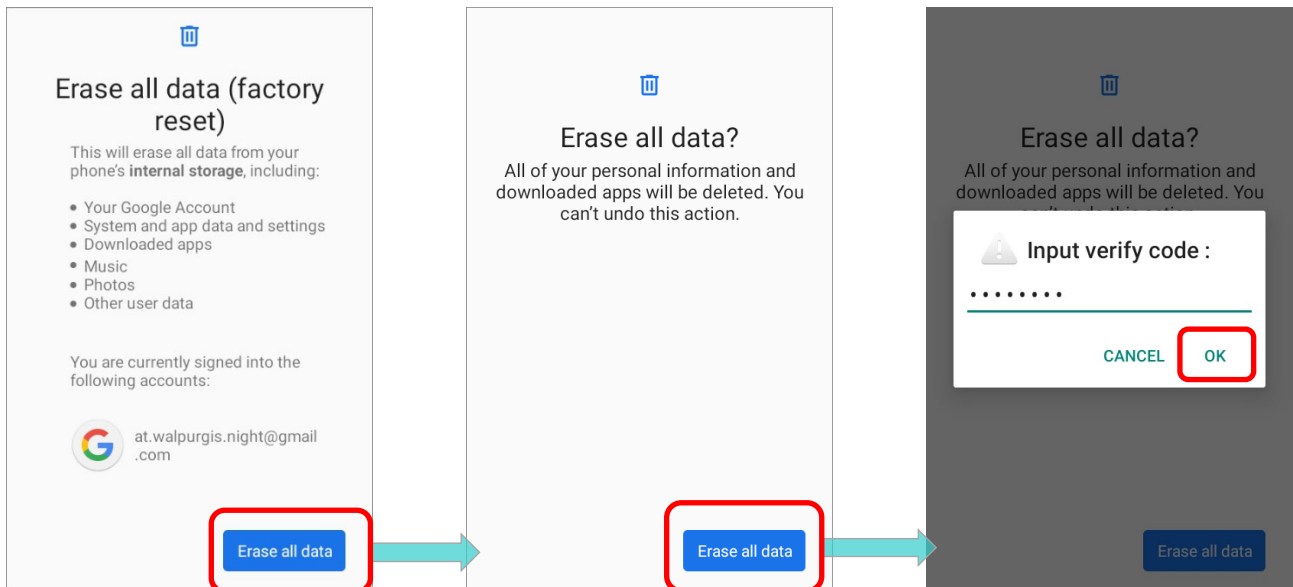 Erase all data (factory
reset)
This will erase all data from your
phone's internal storage, including:
• Your Google Account
• System and app data and settings
• Downloaded apps
• Music
• Photos
• Other user data
You are currently signed into the
following accounts:
at.walpurgis.night@gmail
.com
Erase all data
Erase all data?
All of your personal information and
downloaded apps will be deleted. You
can't undo this action.
Erase all data
Erase all data?
All of your personal information and
downloaded apps will be deleted. You
can't undo this action.
Input verify code :
••••••••
CANCEL OK
Erase all data